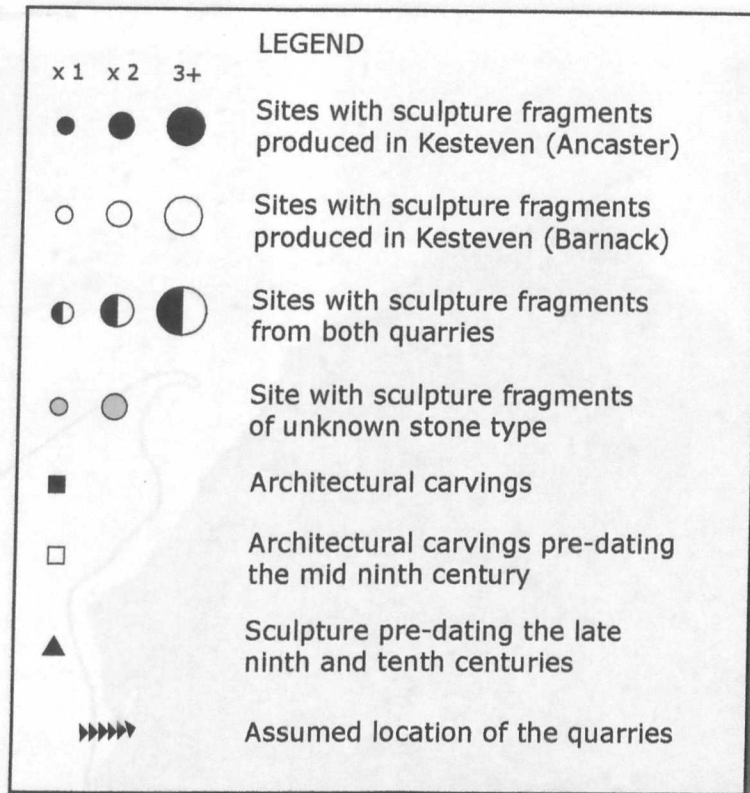 LEGEND
x 1 x 2 3+
Sites with sculpture fragments
produced in Kesteven (Ancaster)
Sites with sculpture fragments
produced in Kesteven (Barnack)
Sites with sculpture fragments
from both quarries
Site with sculpture fragments
of unknown stone type
Architectural carvings
Architectural carvings pre-dating
the mid ninth century
Sculpture pre-dating the late
ninth and tenth centuries
Assumed location of the quarries